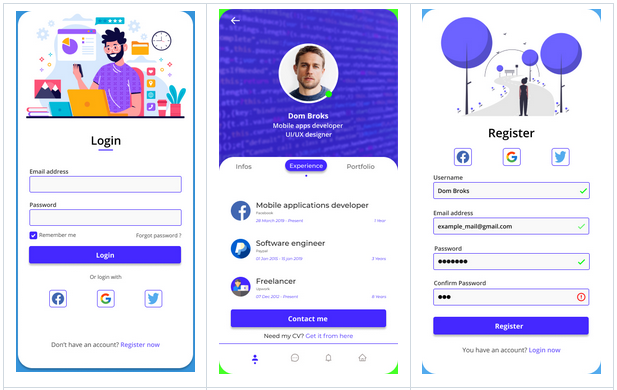 Login
Email address
Password
Remember me
Forgot password ?
Login
Or login with
Don't have an account? Register now
Dom Broks
Mobile apps developer
UI/UX designer
Infos
Experience
Portfolio
Mobile applications developer
Facebook
28 March 2016 - Present
1 Year
Software engineer
Paypal
01 Jan 2015 - 15 Jan 2016
3 Years
Freelancer
Upwork
07 Dec 2012 - Present
6 Years
Contact me
Need my CV? Get it from here
Register
Username
Dom Broks
Email address
example_mail@gmail.com
Password
Confirm Password
Register
You have an account? Login now